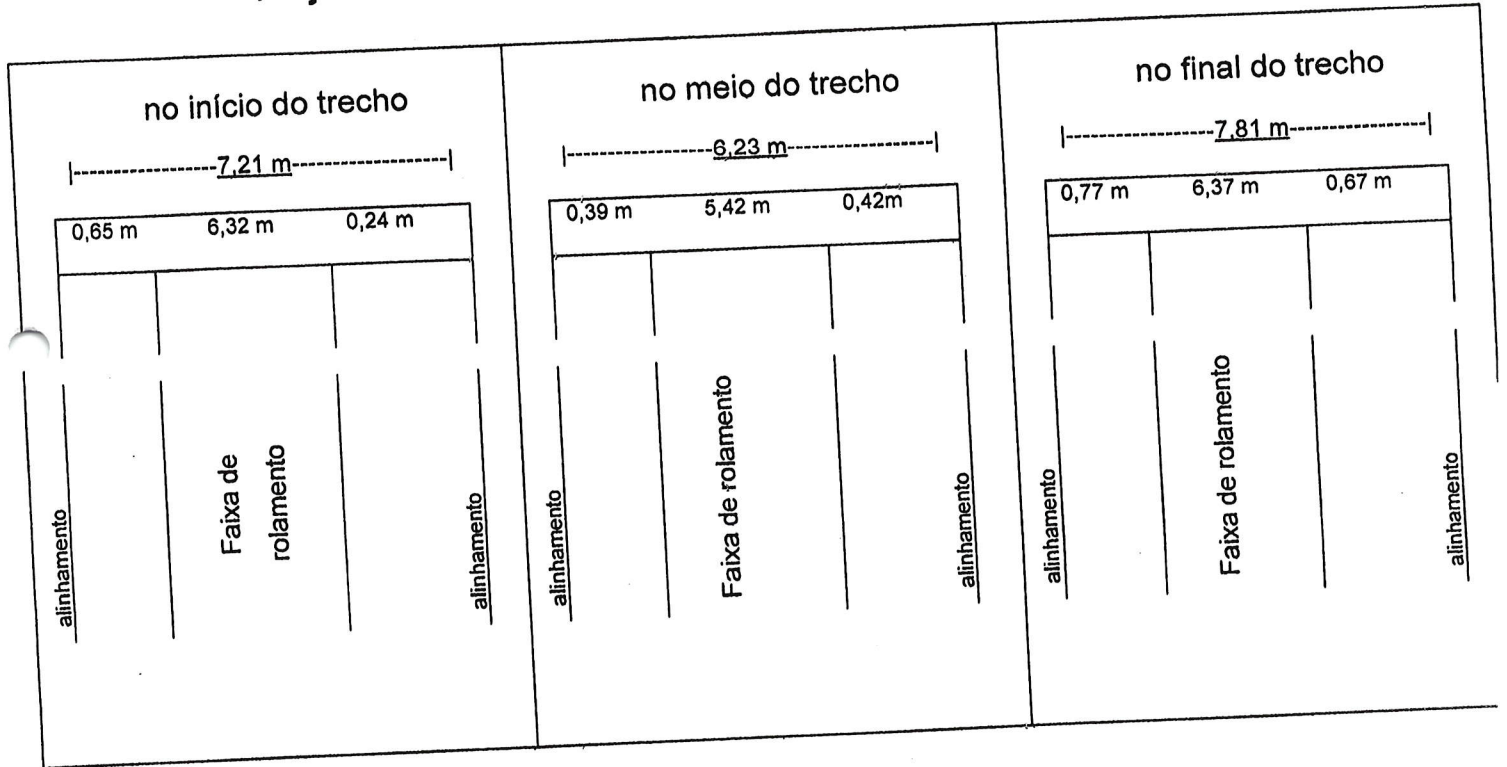 no início do trecho
|-------------------7,21 m--------------------|
0,65 m 6,32 m 0,24 m
alinhamento
Faixa de
rolamento
alinhamento
no meio do trecho
|-------------------6,23 m-------------------|
0,39 m 5,42 m 0,42m
alinhamento
Faixa de rolamento
alinhamento
no final do trecho
|-------------------7,81 m------------------|
0,77 m 6,37 m 0,67 m
alinhamento
Faixa de rolamento
alinhamento